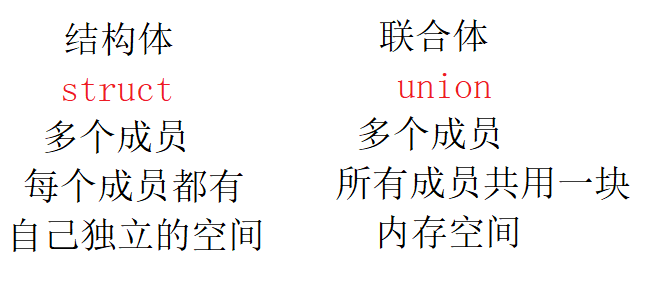 结构体
struct
多个成员
每个成员都有
自己独立的空间
联合体
union
多个成员
所有成员共用一块
内存空间